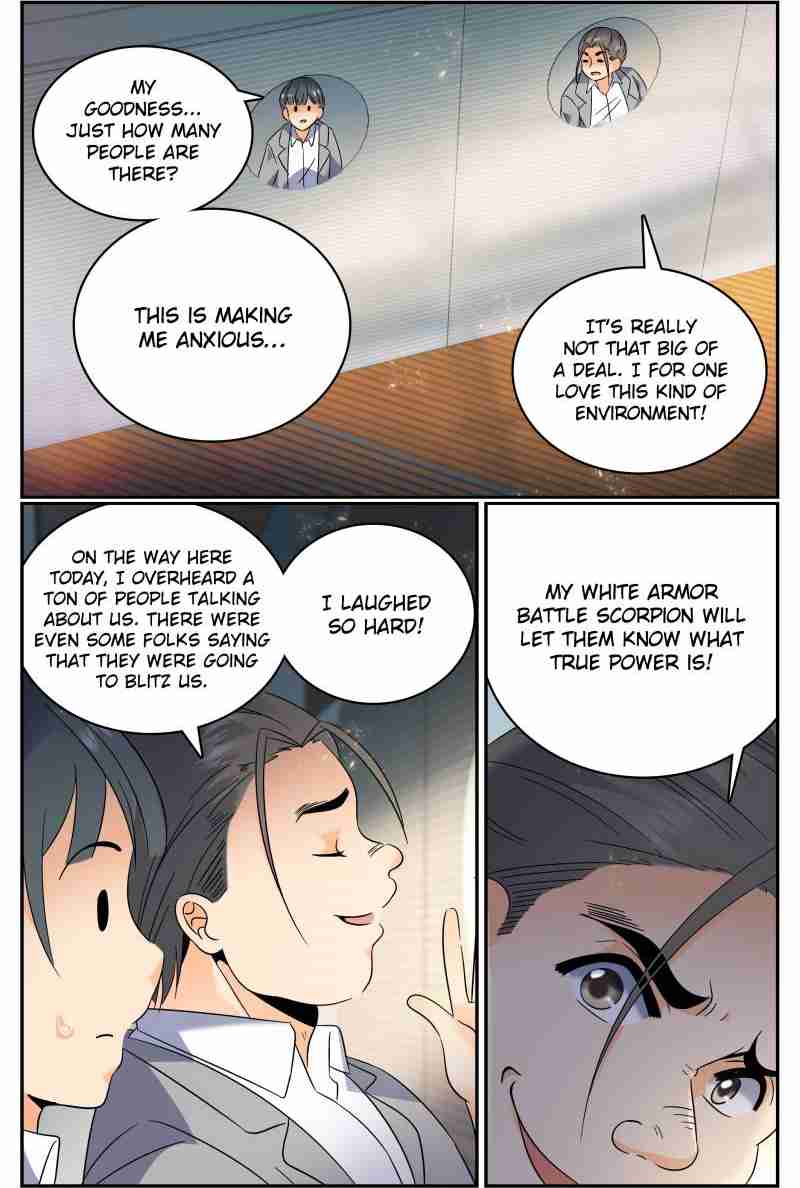 MY
GOODNESS...
JUST HOW MANY
PEOPLE ARE
THERE?
THIS IS MAKING
ME ANXIOUS...
IT'S REALLY
NOT THAT BIG OF
A DEAL. I FOR ONE
LOVE THIS KIND OF
ENVIRONMENT!
ON THE WAY HERE
TODAY, I OVERHEARD A
TON OF PEOPLE TALKING
ABOUT US. THERE WERE
EVEN SOME FOLKS SAYING
THAT THEY WERE GOING
TO BLITZ US.
I LAUGHED
SO HARD!
MY WHITE ARMOR
BATTLE SCORPION WILL
LET THEM KNOW WHAT
TRUE POWER IS!